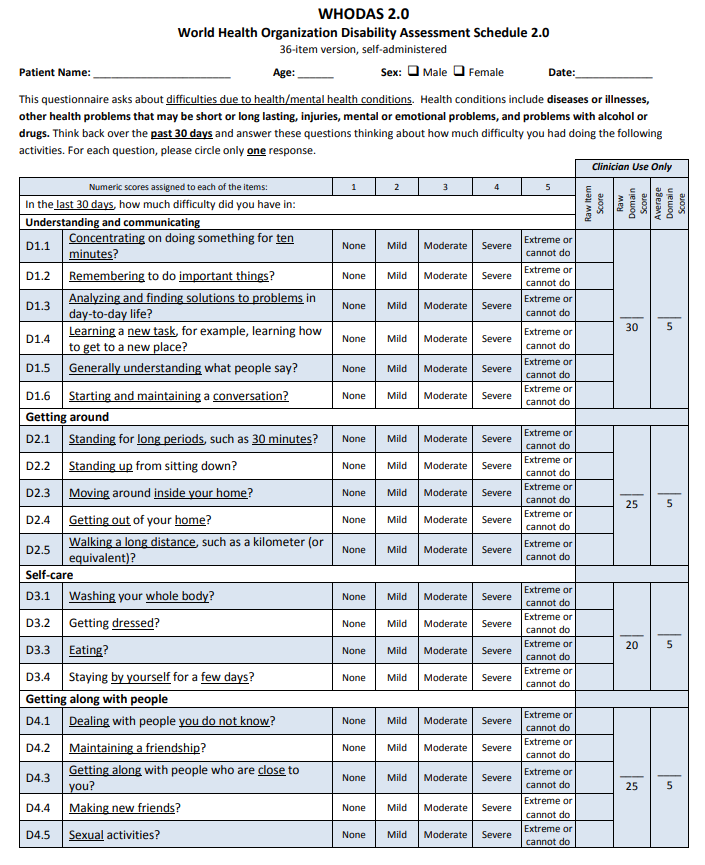 WHODAS 2.0
World Health Organization Disability Assessment Schedule 2.0
36-item version, self-administered
Patient Name: _______________________ Age: ______ Sex: ❑ Male ❑ Female Date:_____________
This questionnaire asks about difficulties due to health/mental health conditions. Health conditions include diseases or illnesses,
other health problems that may be short or long lasting, injuries, mental or emotional problems, and problems with alcohol or
drugs. Think back over the past 30 days and answer these questions thinking about how much difficulty you had doing the following
activities. For each question, please circle only one response.
Clinician Use Only
Numeric scores assigned to each of the items: 1 2 3 4 5
Raw Item
Score
Raw
Domain
Score
Average
Domain
Score
In the last 30 days, how much difficulty did you have in:
Understanding and communicating
D1.1 Concentrating on doing something for ten
minutes?
None Mild Moderate Severe Extreme or
cannot do
D1.2 Remembering to do important things? None Mild Moderate Severe Extreme or
cannot do
D1.3 Analyzing and finding solutions to problems in
day-to-day life?
None Mild Moderate Severe Extreme or
cannot do
D1.4 Learning a new task, for example, learning how
to get to a new place?
None Mild Moderate Severe Extreme or
cannot do
D1.5 Generally understanding what people say? None Mild Moderate Severe Extreme or
cannot do
D1.6 Starting and maintaining a conversation? None Mild Moderate Severe Extreme or
cannot do
____ ____
30 5
Getting around
D2.1 Standing for long periods, such as 30 minutes? None Mild Moderate Severe Extreme or
cannot do
D2.2 Standing up from sitting down? None Mild Moderate Severe Extreme or
cannot do
D2.3 Moving around inside your home? None Mild Moderate Severe Extreme or
cannot do
D2.4 Getting out of your home? None Mild Moderate Severe Extreme or
cannot do
D2.5 Walking a long distance, such as a kilometer (or
equivalent)?
None Mild Moderate Severe Extreme or
cannot do
____ ____
25 5
Self-care
D3.1 Washing your whole body? None Mild Moderate Severe Extreme or
cannot do
D3.2 Getting dressed? None Mild Moderate Severe Extreme or
cannot do
D3.3 Eating? None Mild Moderate Severe Extreme or
cannot do
D3.4 Staying by yourself for a few days? None Mild Moderate Severe Extreme or
cannot do
____ ____
20 5
Getting along with people
D4.1 Dealing with people you do not know? None Mild Moderate Severe Extreme or
cannot do
D4.2 Maintaining a friendship? None Mild Moderate Severe Extreme or
cannot do
D4.3 Getting along with people who are close to
you?
None Mild Moderate Severe Extreme or
cannot do
D4.4 Making new friends? None Mild Moderate Severe Extreme or
cannot do
D4.5 Sexual activities? None Mild Moderate Severe Extreme or
cannot do
____ ____
25 5